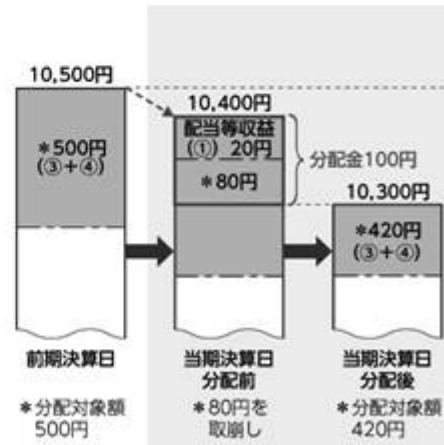 10,500円
*500円
(③+④)
10,400円
配当等収益
(①) 20円
*80円
分配金100円
10,300円
*420円
(③+④)
前期決算日
*分配対象額
500円
当期決算日
分配前
*80円を
取崩し
当期決算日
分配後
*分配対象額
420円